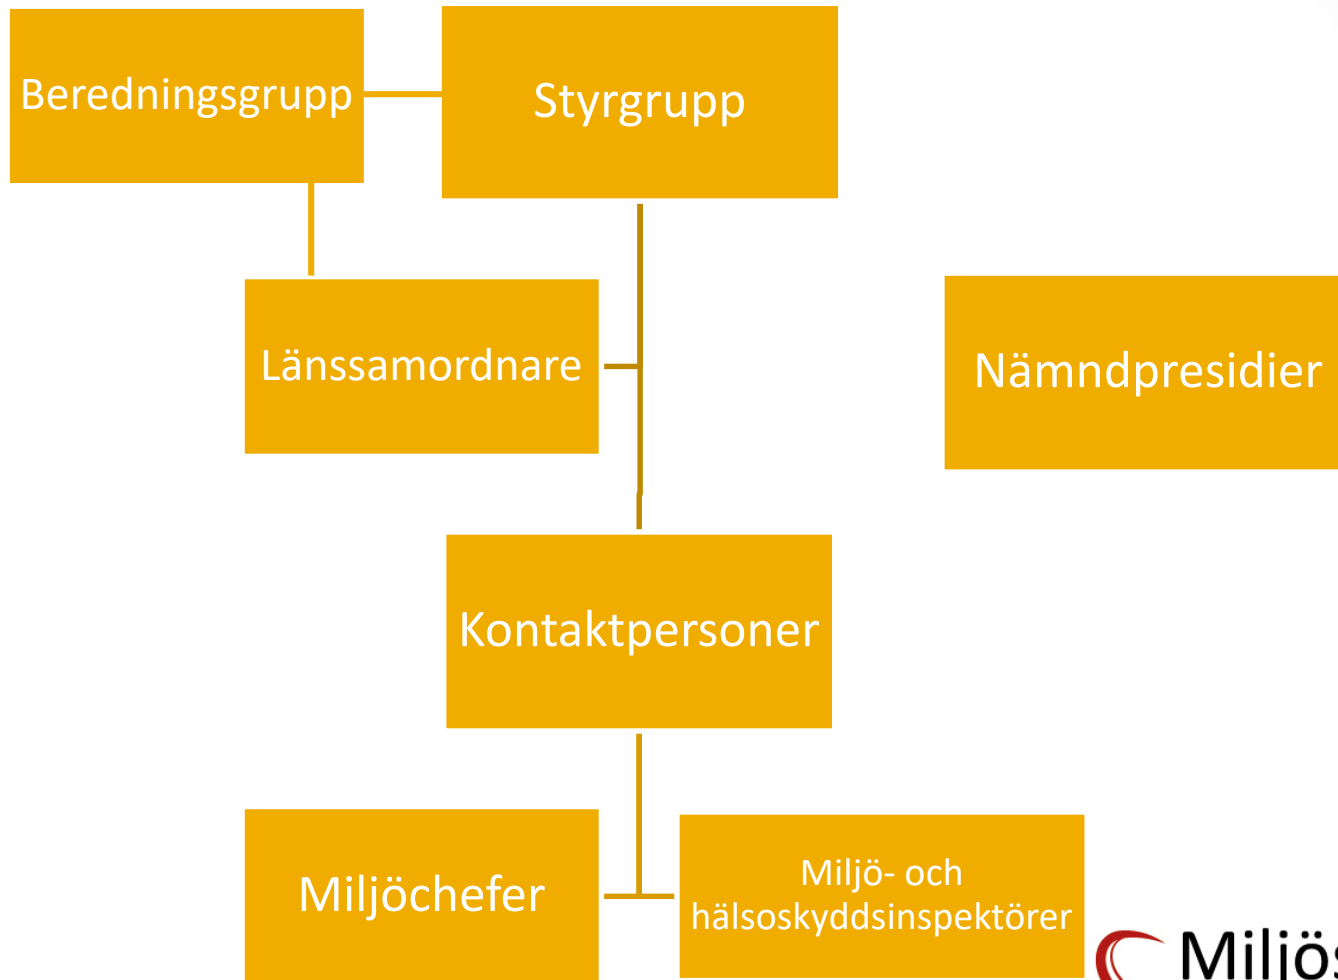 Beredningsgrupp
Styrgrupp
Länssamordnare
Nämndpresidier
Kontaktpersoner
Miljöchefer
Miljö- och
hälsoskyddsinspektörer